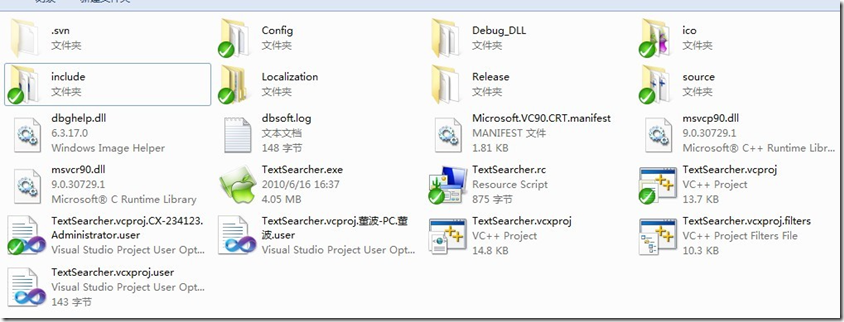 新建文件夹
.svn
文件夹
Config
文件夹
Debug_DLL
文件夹
ico
文件夹
include
文件夹
Localization
文件夹
Release
文件夹
source
文件夹
dbghelp.dll
6.3.17.0
Windows Image Helper
dbsoft.log
文本文档
148 字节
Microsoft.VC90.CRT.manifest
MANIFEST 文件
1.81 KB
msvcp90.dll
9.0.30729.1
Microsoft® C++ Runtime Libr...
msvcr90.dll
9.0.30729.1
Microsoft® C Runtime Library
TextSearcher.exe
2010/6/16 16:37
4.05 MB
TextSearcher.rc
Resource Script
875 字节
TextSearcher.vcproj
VC++ Project
13.7 KB
TextSearcher.vcproj.CX-234123.
Administrator.user
Visual Studio Project User Opt...
TextSearcher.vcproj.董波-PC.董
波.user
Visual Studio Project User Opt...
TextSearcher.vcxproj
VC++ Project
14.8 KB
TextSearcher.vcxproj.filters
VC++ Project Filters File
10.3 KB
TextSearcher.vcxproj.user
Visual Studio Project User Opt...
143 字节